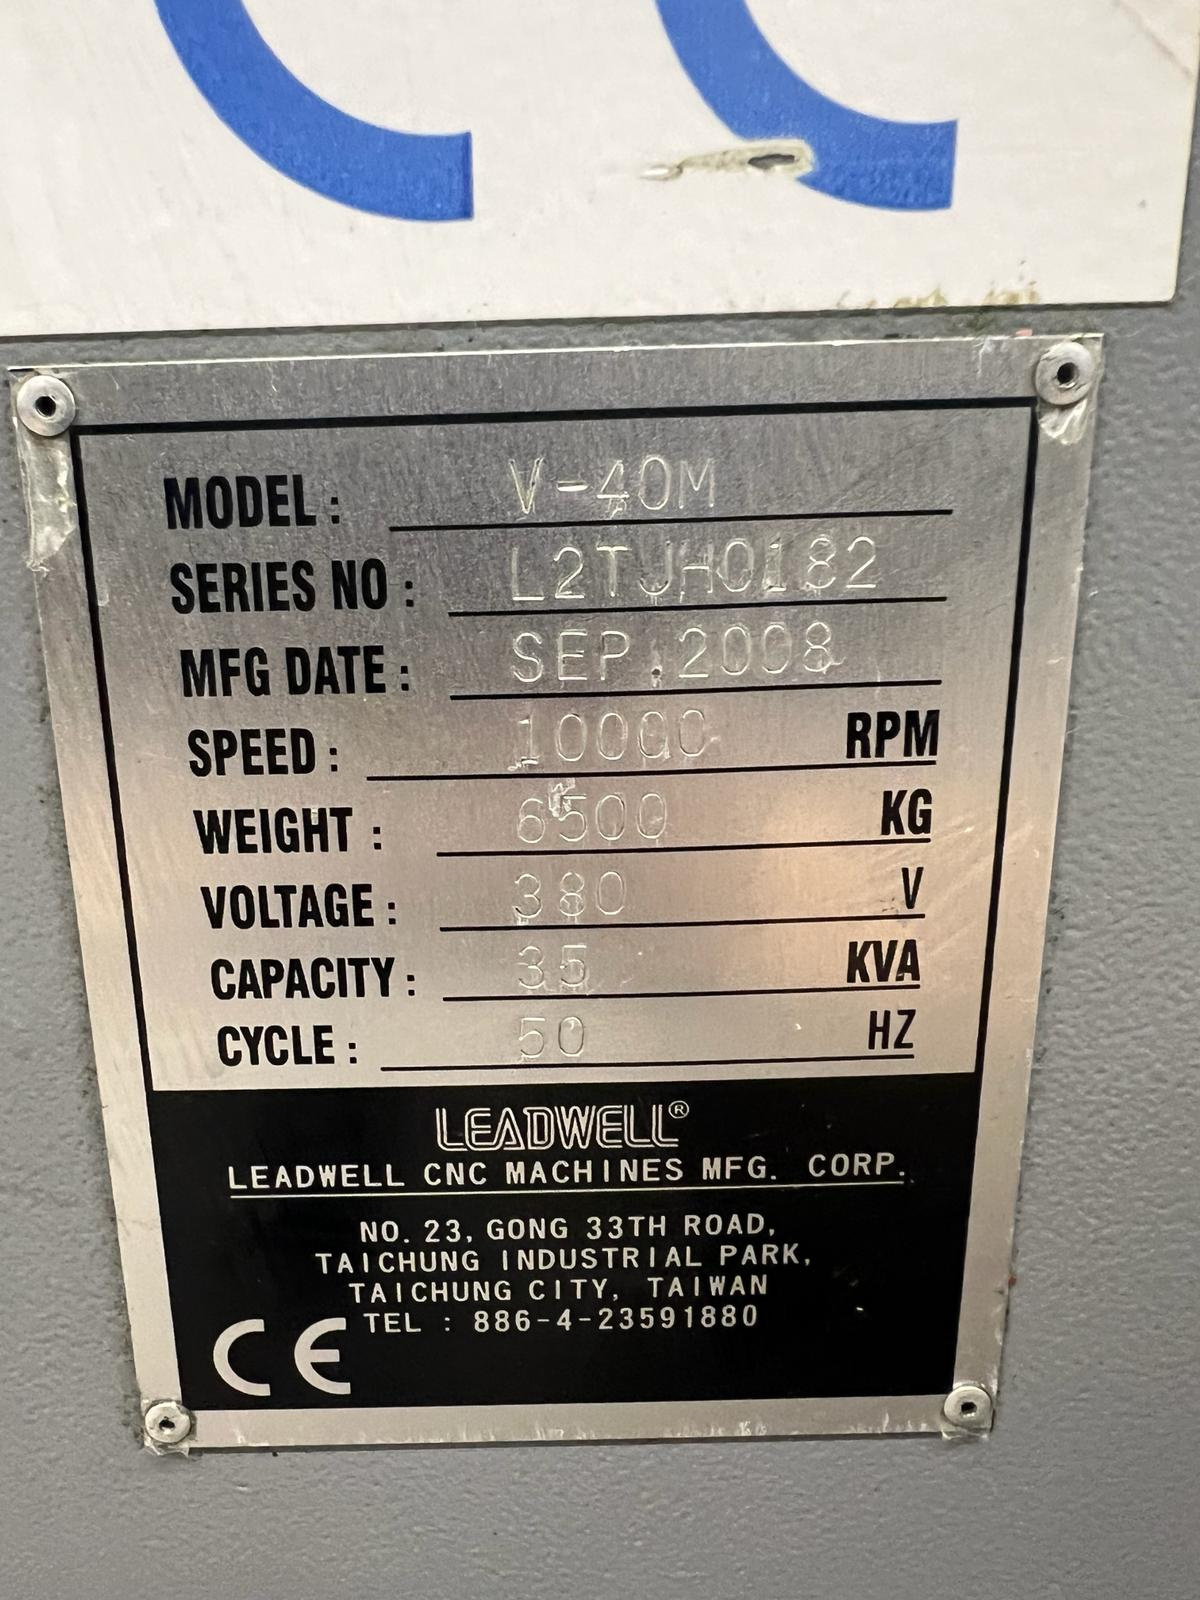 MODEL: V-40M
SERIES NO: L2TJH0182
MFG DATE: SEP.2008
SPEED: 10000 RPM
WEIGHT: 6500 KG
VOLTAGE: 380 V
CAPACITY: 35 KVA
CYCLE: 50 HZ
LEADWELL®
LEADWELL CNC MACHINES MFG. CORP.
NO. 23, GONG 33TH ROAD,
TAICHUNG INDUSTRIAL PARK,
TAICHUNG CITY, TAIWAN
CE TEL : 886-4-23591880